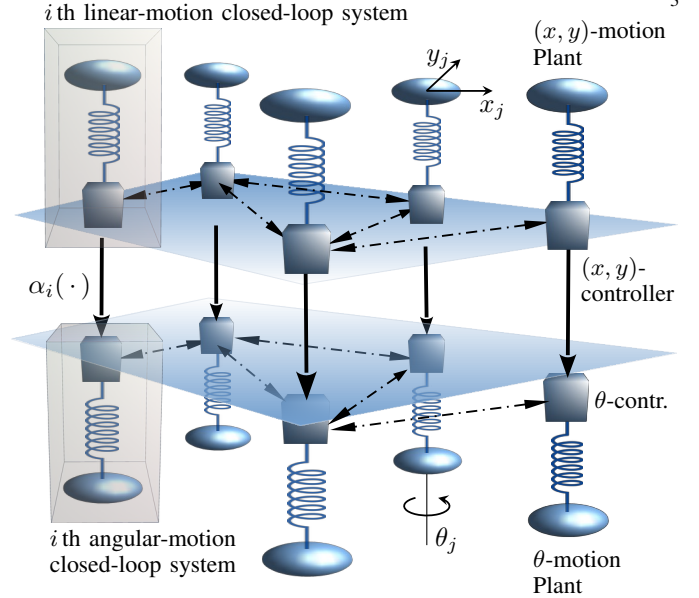 i th linear-motion closed-loop system
(x, y)-motion
Plant
y_j
x_j
α_i(·)
(x, y)-
controller
θ-contr.
i th angular-motion
closed-loop system
θ_j
θ-motion
Plant